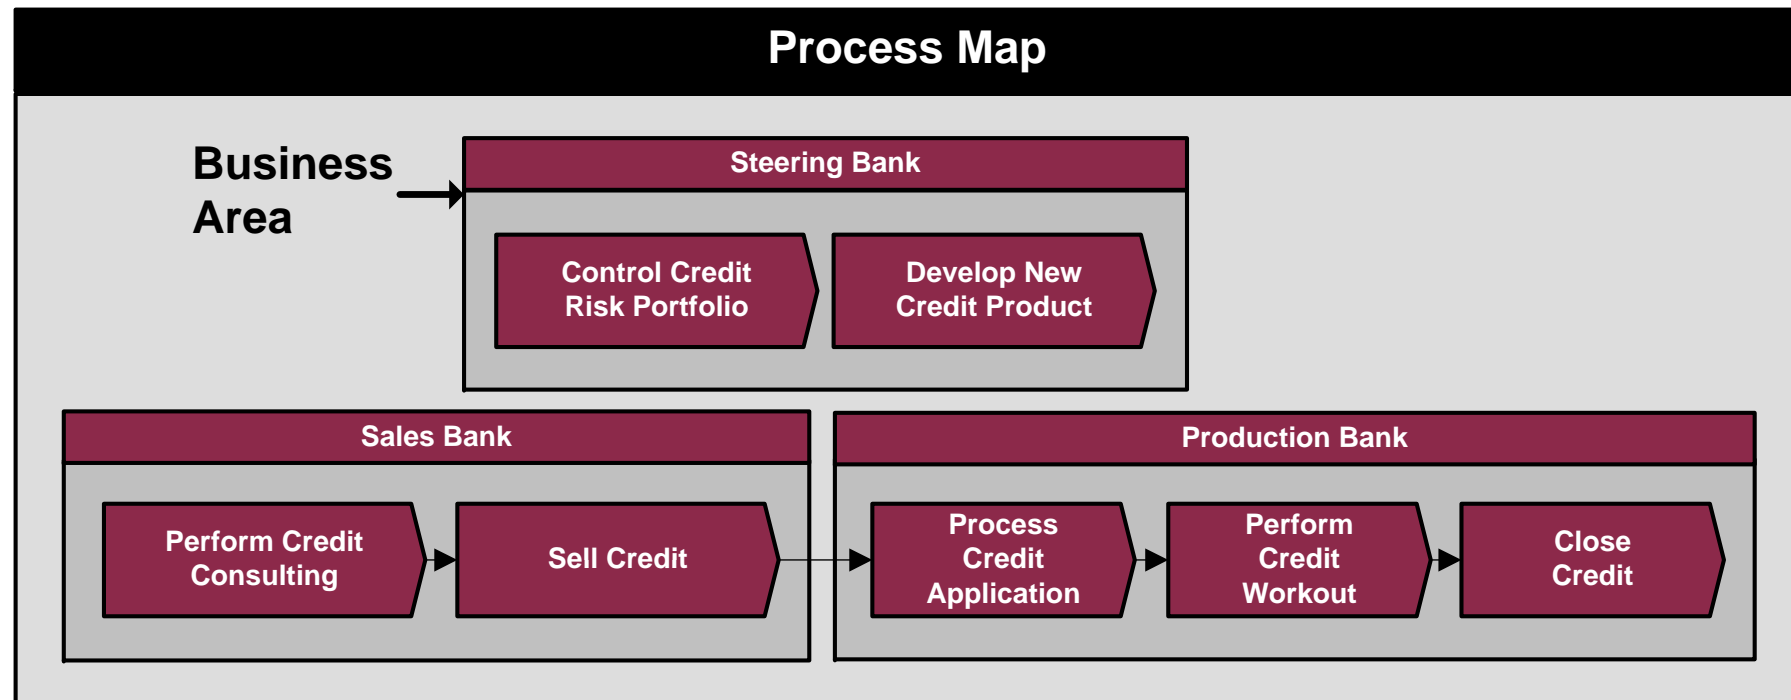 Process Map
Business
Area
Steering Bank
Control Credit
Risk Portfolio
Develop New
Credit Product
Sales Bank
Perform Credit
Consulting
Sell Credit
Production Bank
Process
Credit
Application
Perform
Credit
Workout
Close
Credit